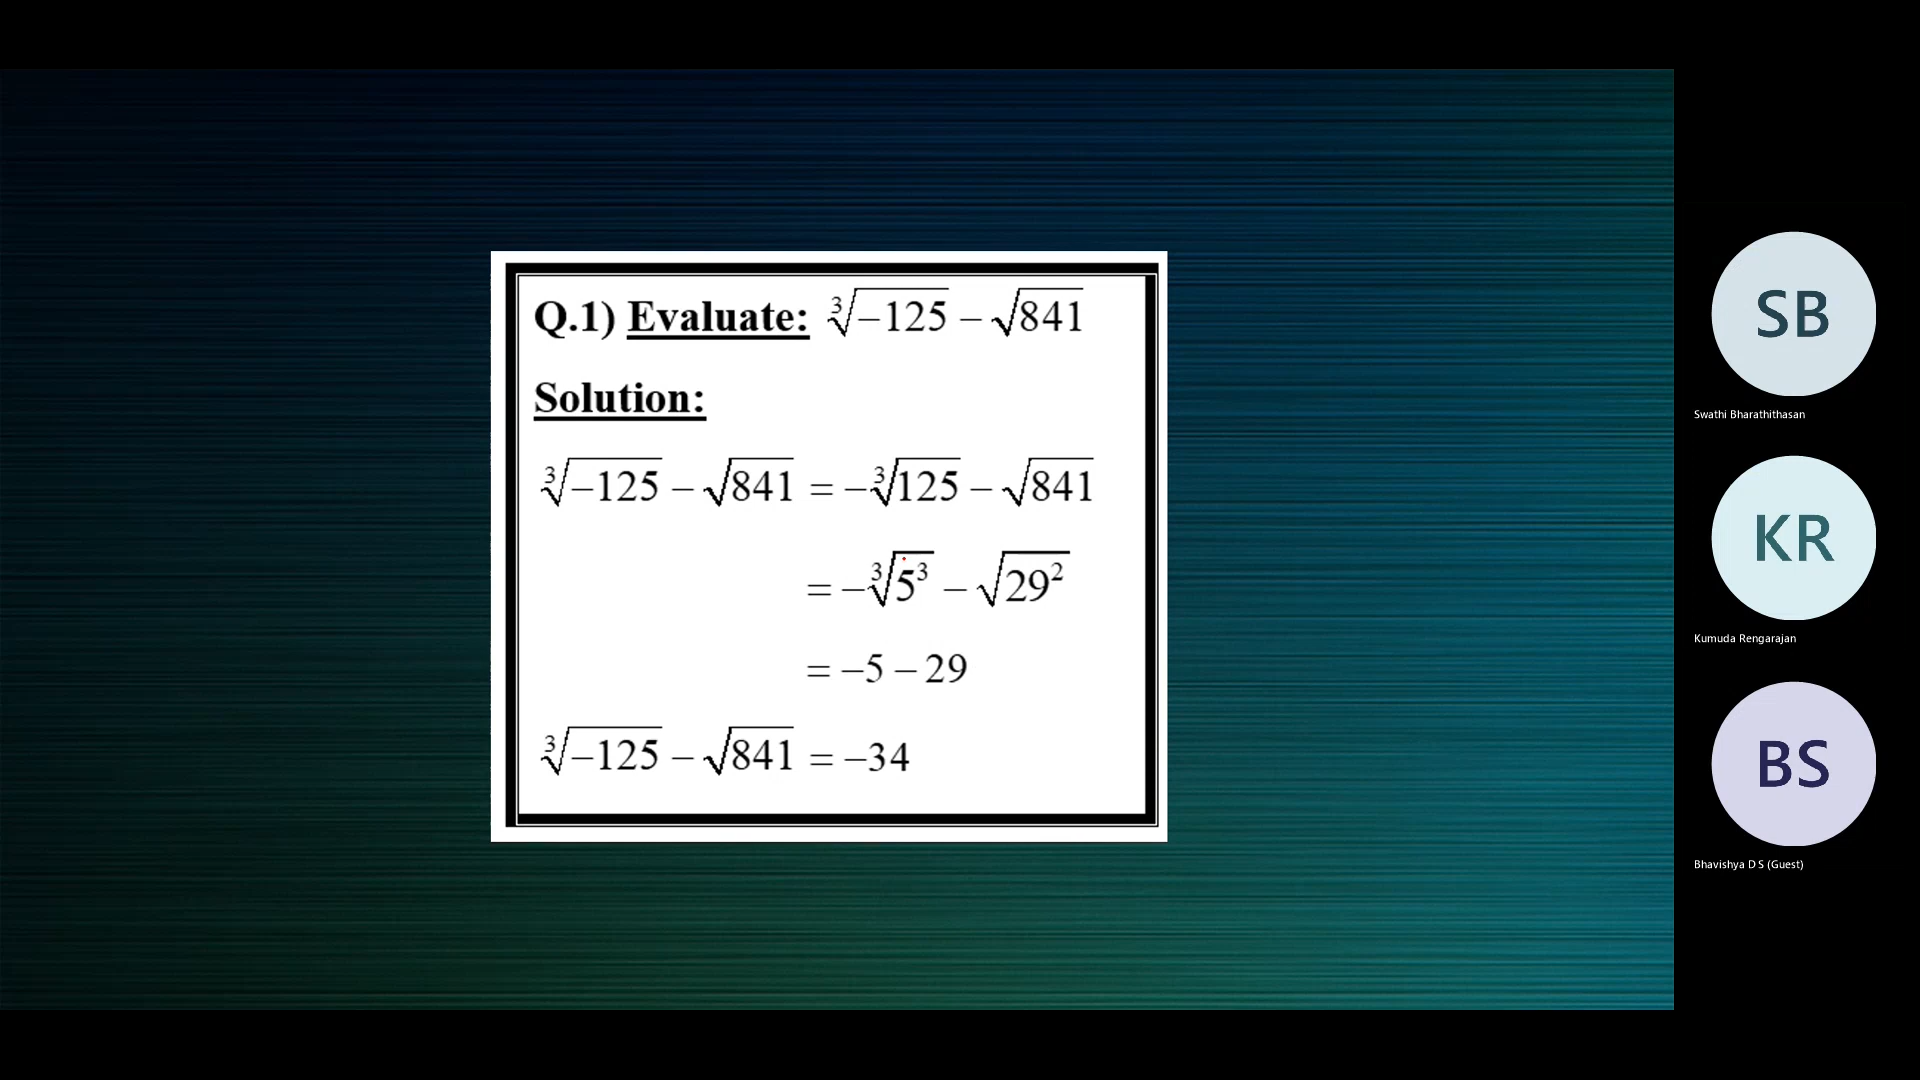 Q.1) Evaluate: ∛−125 − √841
Solution:
∛−125 − √841 = −∛125 − √841
= −∛5³ − √29²
= −5 − 29
∛−125 − √841 = −34
SB
Swathi Bharathithasan
KR
Kumuda Rengarajan
BS
Bhavishya D S (Guest)